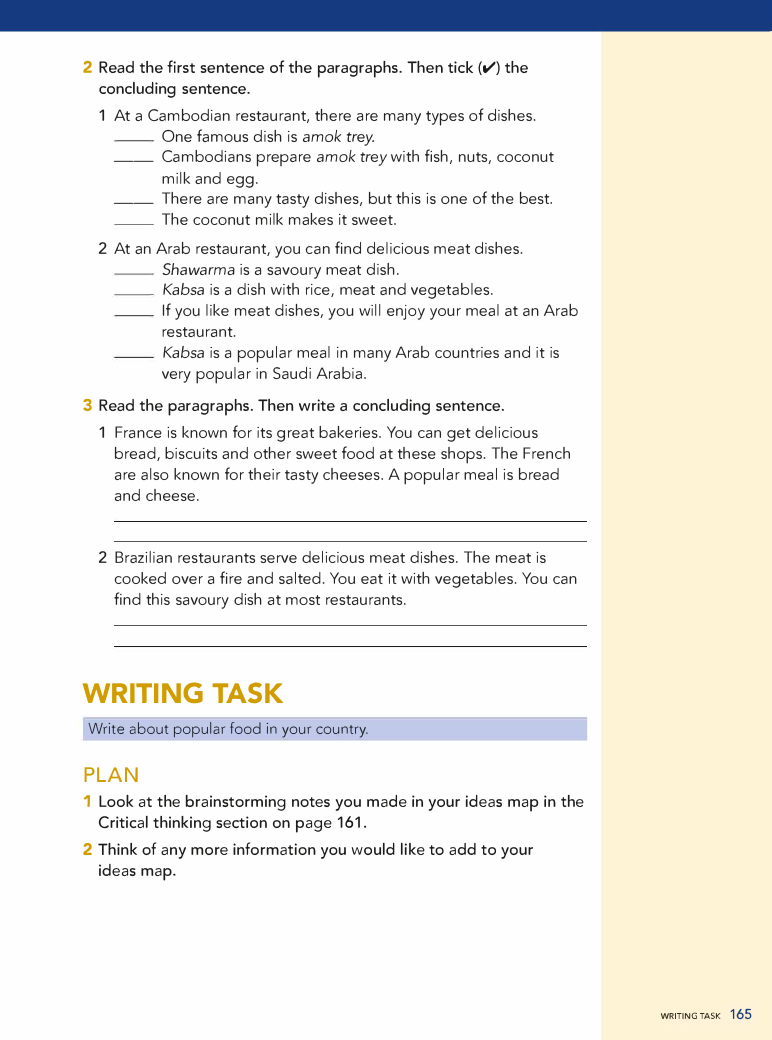 2 Read the first sentence of the paragraphs. Then tick (✔) the
concluding sentence.
1 At a Cambodian restaurant, there are many types of dishes.
_____ One famous dish is amok trey.
_____ Cambodians prepare amok trey with fish, nuts, coconut
milk and egg.
_____ There are many tasty dishes, but this is one of the best.
_____ The coconut milk makes it sweet.
2 At an Arab restaurant, you can find delicious meat dishes.
_____ Shawarma is a savoury meat dish.
_____ Kabsa is a dish with rice, meat and vegetables.
_____ If you like meat dishes, you will enjoy your meal at an Arab
restaurant.
_____ Kabsa is a popular meal in many Arab countries and it is
very popular in Saudi Arabia.
3 Read the paragraphs. Then write a concluding sentence.
1 France is known for its great bakeries. You can get delicious
bread, biscuits and other sweet food at these shops. The French
are also known for their tasty cheeses. A popular meal is bread
and cheese.
2 Brazilian restaurants serve delicious meat dishes. The meat is
cooked over a fire and salted. You eat it with vegetables. You can
find this savoury dish at most restaurants.
WRITING TASK
Write about popular food in your country.
PLAN
1 Look at the brainstorming notes you made in your ideas map in the
Critical thinking section on page 161.
2 Think of any more information you would like to add to your
ideas map.
WRITING TASK 165